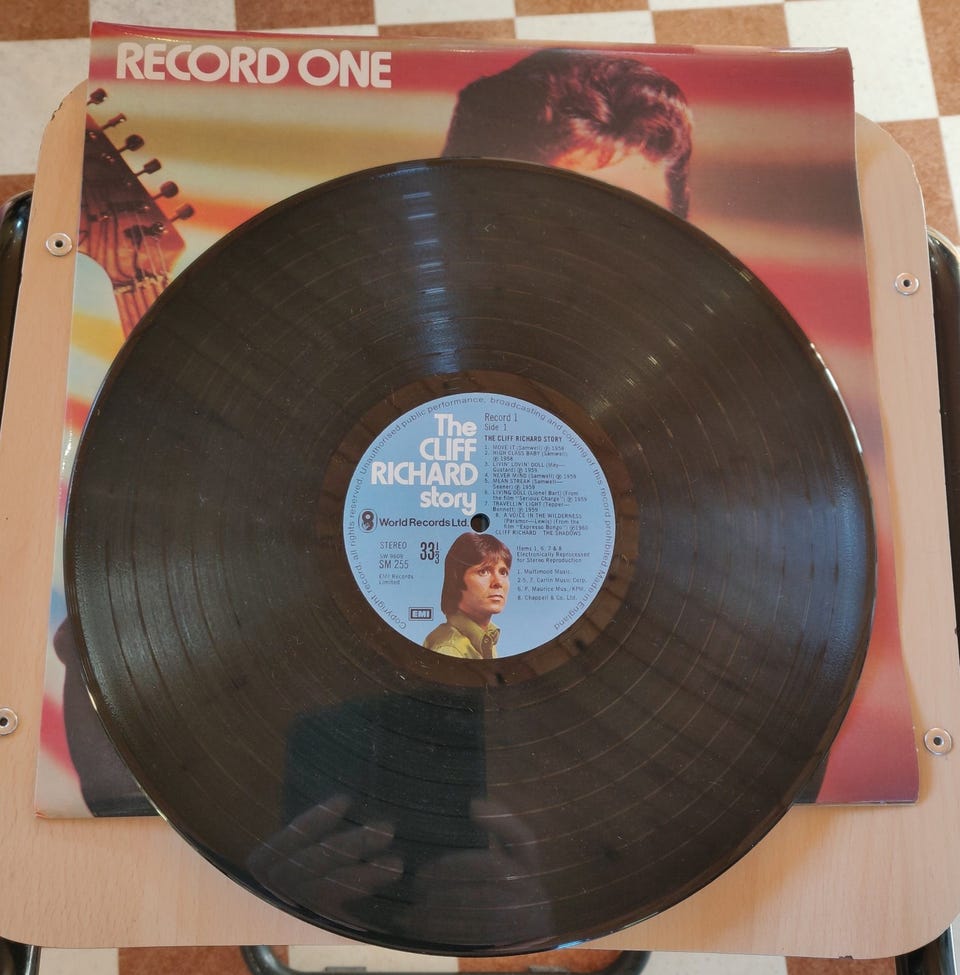 RECORD ONE
Copyright record, all rights reserved. Unauthorised public performance, broadcasting and copying of this record prohibited Made in England
The
CLIFF
RICHARD
story
World Records Ltd.
STEREO
33⅓
SW 8609
SM 255
EMI Records
Limited
EMI
Record 1
Side 1
THE CLIFF RICHARD STORY
1. MOVE IT (Samwell) ℗ 1958
2. HIGH CLASS BABY (Samwell)
℗ 1958
3. LIVIN' LOVIN' DOLL (May—
Gustard) ℗ 1959
4. NEVER MIND (Samwell) ℗ 1959
5. MEAN STREAK (Samwell—
Seener) ℗ 1959
6. LIVING DOLL (Lionel Bart) (From
the film "Serious Charge") ℗ 1959
7. TRAVELLIN' LIGHT (Tepper—
Bennett) ℗ 1959
8. A VOICE IN THE WILDERNESS
(Paramor—Lewis) (From the
film "Expresso Bongo") ℗1960
CLIFF RICHARD THE SHADOWS
Items 1, 6, 7 & 8
Electronically Reprocessed
for Stereo Reproduction
1. Multimood Music.
2-5, 7. Carlin Music Corp.
6. P. Maurice Mus./KPM.
8. Chappell & Co. Ltd.